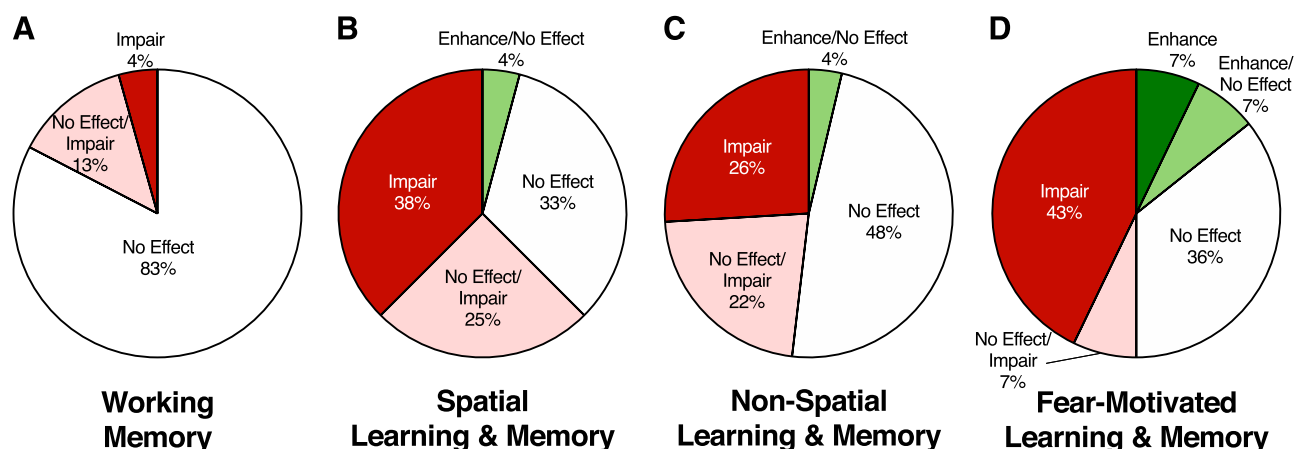 A
Impair
4%
No Effect/
Impair
13%
No Effect
83%
Working
Memory
B
Enhance/No Effect
4%
Impair
38%
No Effect
33%
No Effect/
Impair
25%
Spatial
Learning & Memory
C
Enhance/No Effect
4%
Impair
26%
No Effect
48%
No Effect/
Impair
22%
Non-Spatial
Learning & Memory
D
Enhance
7%
Enhance/
No Effect
7%
Impair
43%
No Effect
36%
No Effect/
Impair
7%
Fear-Motivated
Learning & Memory